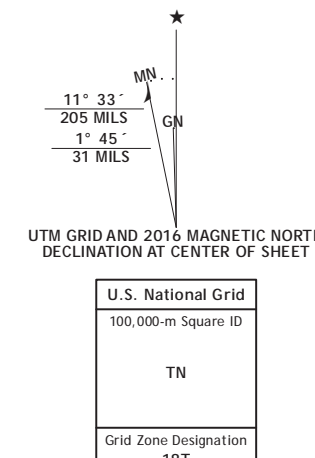 ★
MN
11° 33´
205 MILS
GN
1° 45´
31 MILS
UTM GRID AND 2016 MAGNETIC NORTH
DECLINATION AT CENTER OF SHEET
U.S. National Grid
100,000-m Square ID
TN
Grid Zone Designation
18T